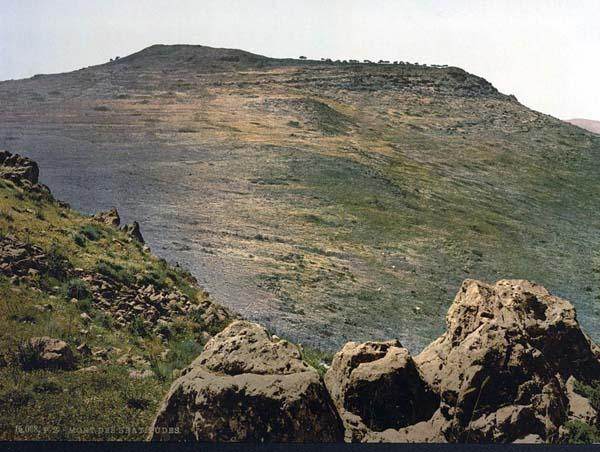 P.Z - MONT DES BEATITUDES